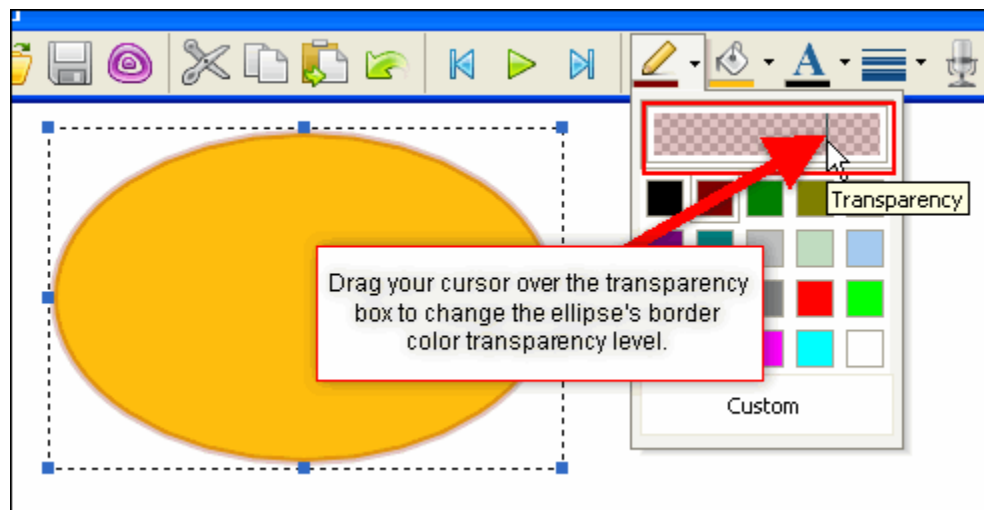 Transparency
Drag your cursor over the transparency
box to change the ellipse's border
color transparency level.
Custom